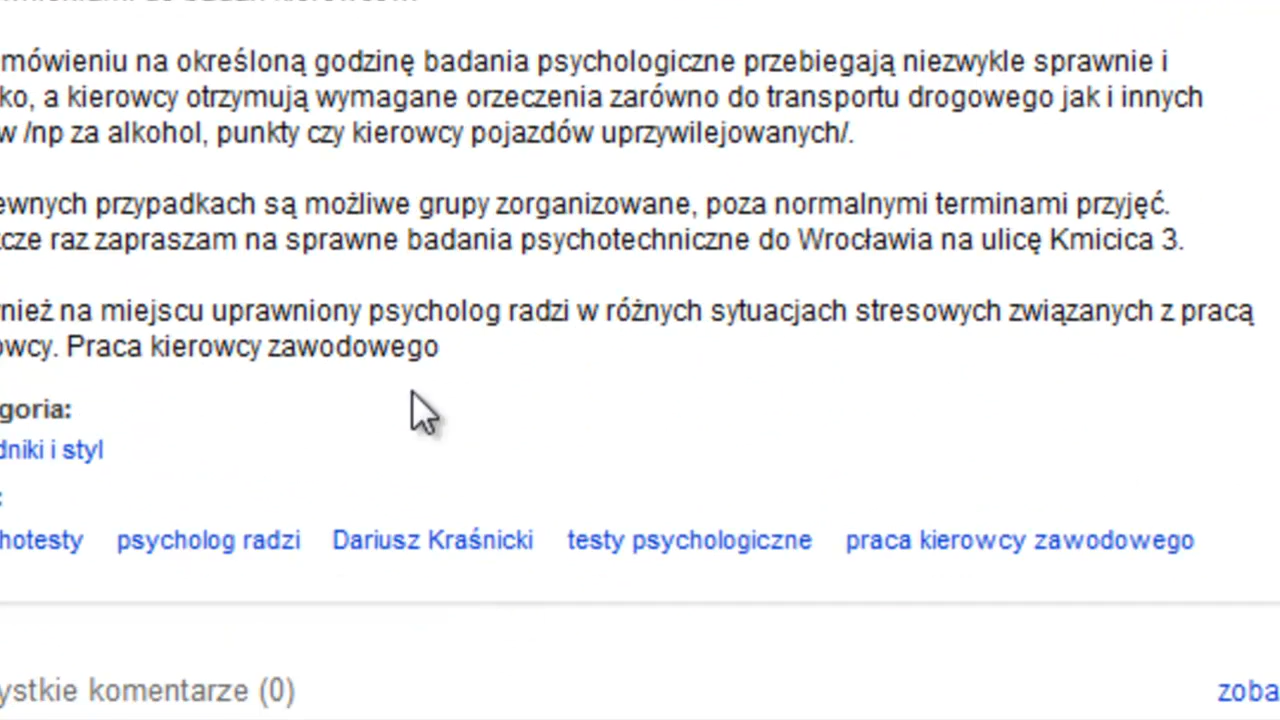 mówieniu na określoną godzinę badania psychologiczne przebiegają niezwykle sprawnie i
ko, a kierowcy otrzymują wymagane orzeczenia zarówno do transportu drogowego jak i innych
w /np za alkohol, punkty czy kierowcy pojazdów uprzywilejowanych/.
ewnych przypadkach są możliwe grupy zorganizowane, poza normalnymi terminami przyjęć.
zcze raz zapraszam na sprawne badania psychotechniczne do Wrocławia na ulicę Kmicica 3.
nież na miejscu uprawniony psycholog radzi w różnych sytuacjach stresowych związanych z pracą
owcy. Praca kierowcy zawodowego
goria:
dniki i styl
:
hotesty psycholog radzi Dariusz Kraśnicki testy psychologiczne praca kierowcy zawodowego
ystkie komentarze (0) zoba